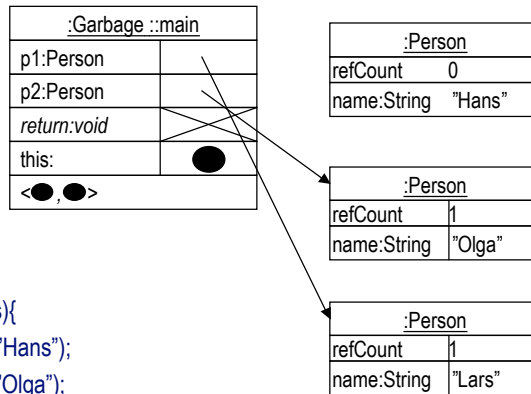 :Garbage ::main
p1:Person
p2:Person
return:void
this:
< , >
:Person
refCount 0
name:String "Hans"
:Person
refCount 1
name:String "Olga"
:Person
refCount 1
name:String "Lars"
s){
"Hans");
"Olga");